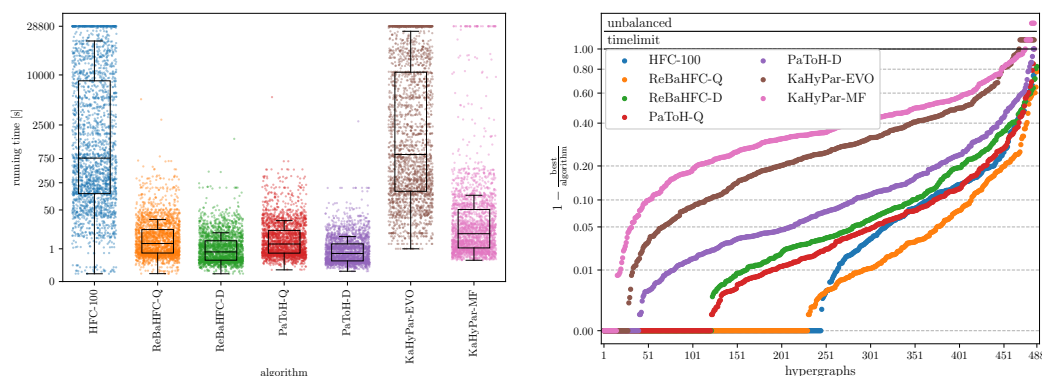 28800
10000
2500
750
250
50
1
0
running time [s]
HFC-100
ReBaHFC-Q
ReBaHFC-D
PaToH-Q
PaToH-D
KaHyPar-EVO
KaHyPar-MF
algorithm
unbalanced
timelimit
1.00
0.80
0.60
0.40
0.20
0.10
0.05
0.01
0.00
1 − best/algorithm
HFC-100
ReBaHFC-Q
ReBaHFC-D
PaToH-Q
PaToH-D
KaHyPar-EVO
KaHyPar-MF
1 51 101 151 201 251 301 351 401 451 488
hypergraphs